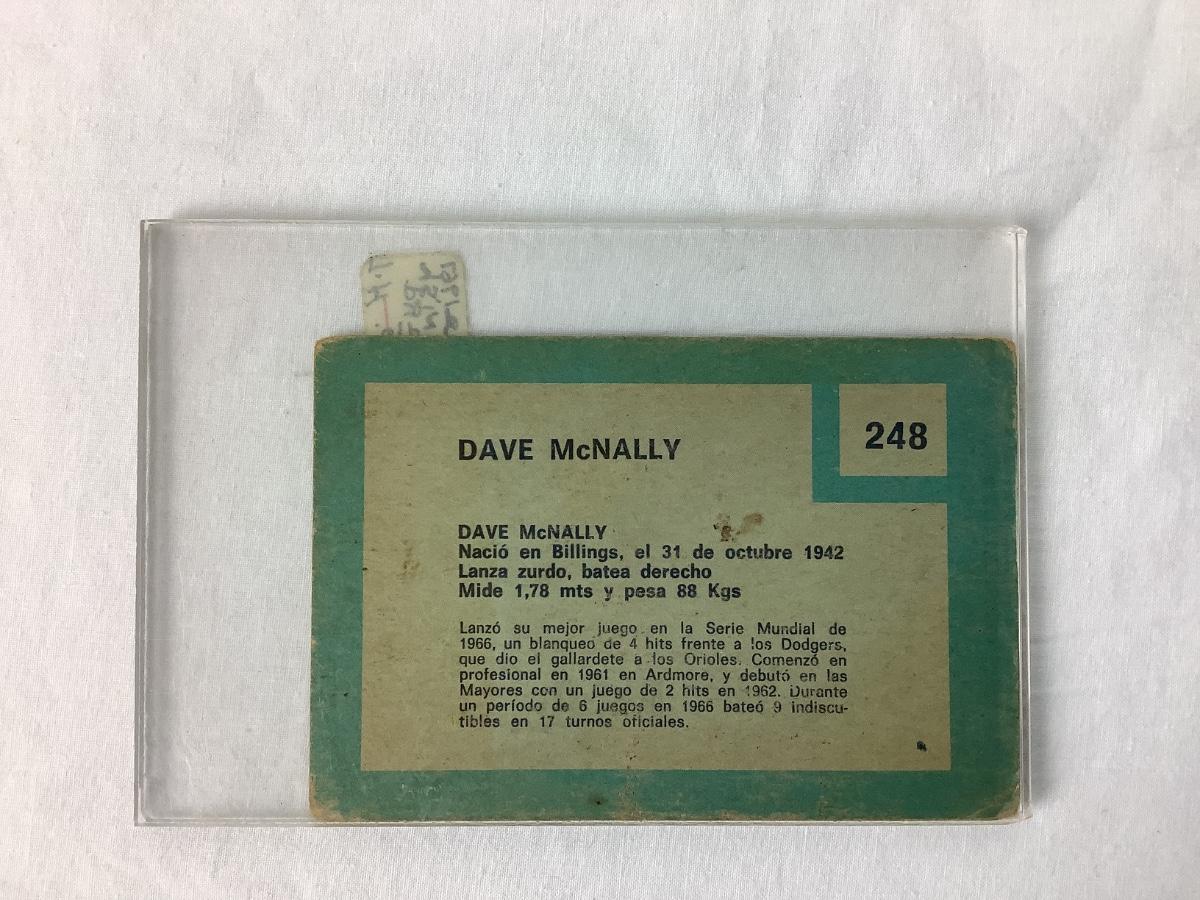 248
DAVE McNALLY
DAVE McNALLY
Nació en Billings, el 31 de octubre 1942
Lanza zurdo, batea derecho
Mide 1,78 mts y pesa 88 Kgs
Lanzó su mejor juego en la Serie Mundial de
1966, un blanqueo de 4 hits frente a los Dodgers,
que dio el gallardete a los Orioles. Comenzó en
profesional en 1961 en Ardmore, y debutó en las
Mayores con un juego de 2 hits en 1962. Durante
un período de 6 juegos en 1966 bateó 9 indiscu-
tibles en 17 turnos oficiales.